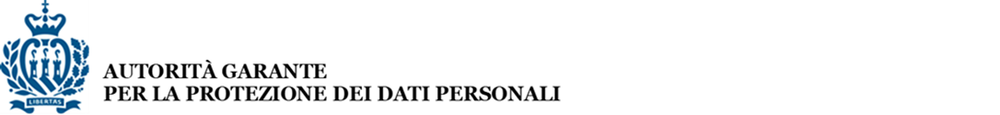 AUTORITÀ GARANTE
PER LA PROTEZIONE DEI DATI PERSONALI
LIBERTAS